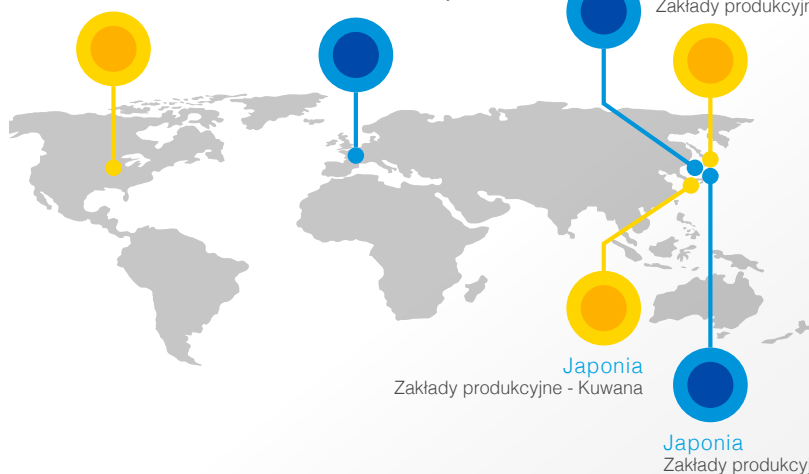 Zakłady produkcyjn
Japonia
Zakłady produkcyjne - Kuwana
Japonia
Zakłady produkcy